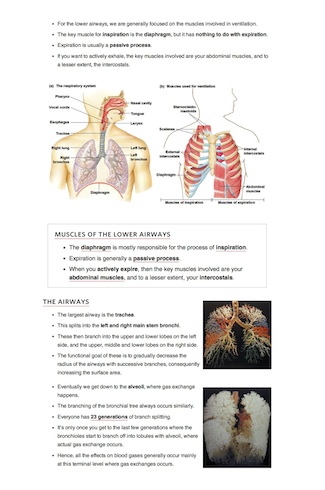 For the lower airways, we are generally focused on the muscles involved in ventilation.
The key muscle for inspiration is the diaphragm, but it has nothing to do with expiration.
Expiration is usually a passive process.
If you want to actively exhale, the key muscles involved are your abdominal muscles, and to
a lesser extent, the intercostals.
(a) The respiratory system
Pharynx
Vocal cords
Esophagus
Trachea
Right lung
Right bronchus
Nasal cavity
Tongue
Larynx
Left lung
Left bronchus
Diaphragm
(b) Muscles used for ventilation
Sternocleido-
mastoids
Scalenes
External
intercostals
Diaphragm
Internal
intercostals
Abdominal
muscles
Muscles of inspiration
Muscles of expiration
MUSCLES OF THE LOWER AIRWAYS
The diaphragm is mostly responsible for the process of inspiration.
Expiration is generally a passive process.
When you actively expire, then the key muscles involved are your
abdominal muscles, and to a lesser extent, your intercostals.
THE AIRWAYS
The largest airway is the trachea.
This splits into the left and right main stem bronchi.
These then branch into the upper and lower lobes on the left
side, and the upper, middle and lower lobes on the right side.
The functional goal of these is to gradually decrease the
radius of the airways with successive branches, consequently
increasing the surface area.
Eventually we get down to the alveoli, where gas exchange
happens.
The branching of the bronchial tree always occurs similarly.
Everyone has 23 generations of branch splitting.
It's only once you get to the last few generations where the
bronchioles start to branch off into lobules with alveoli, where
actual gas exchange occurs.
Hence, all the effects on blood gases generally occur mainly
at this terminal level where gas exchanges occurs.